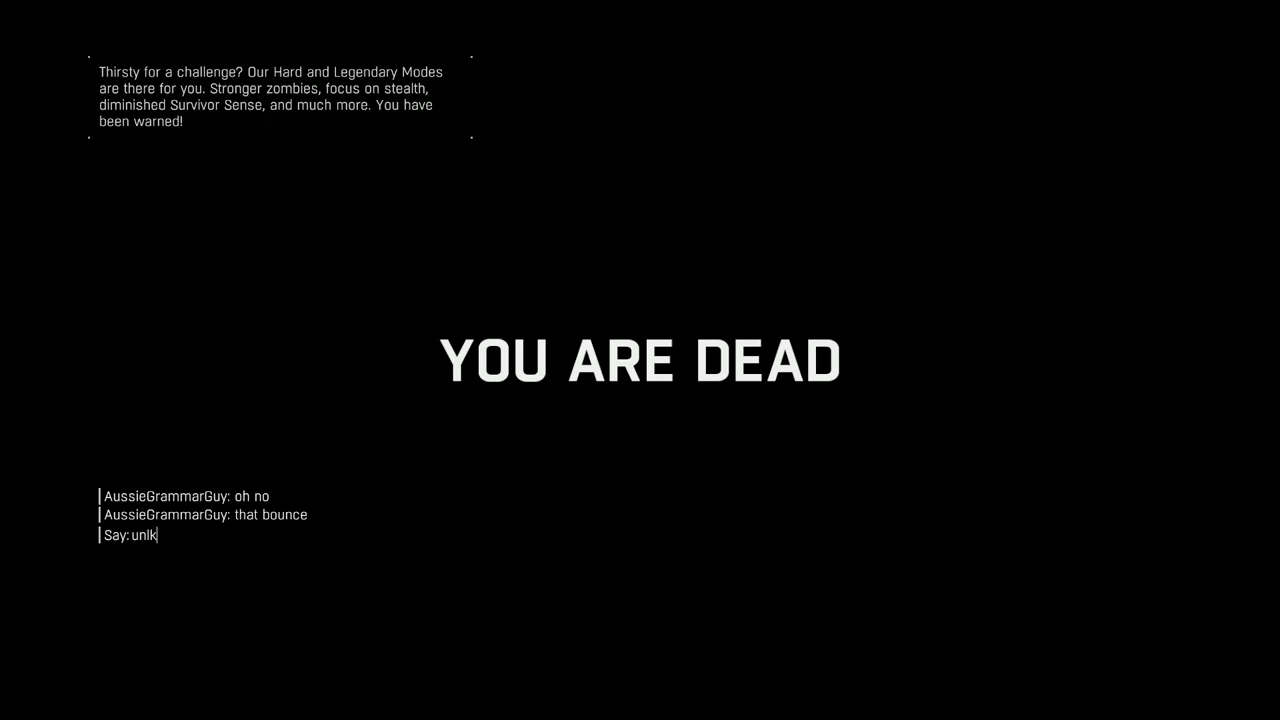 Thirsty for a challenge? Our Hard and Legendary Modes
are there for you. Stronger zombies, focus on stealth,
diminished Survivor Sense, and much more. You have
been warned!
YOU ARE DEAD
AussieGrammarGuy: oh no
AussieGrammarGuy: that bounce
Say: unlk